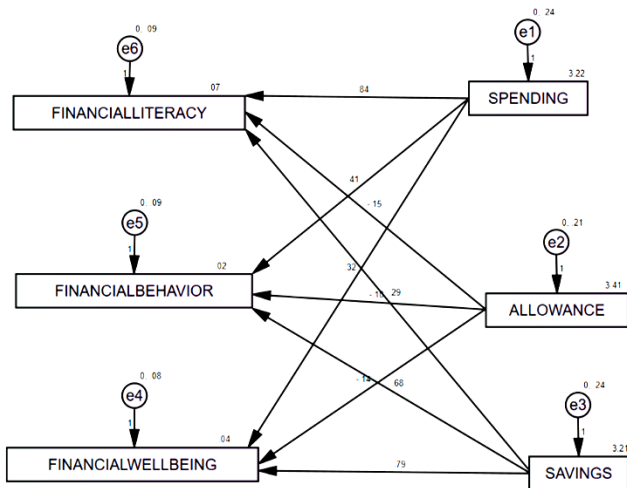 0, .24
e1
1
3.22
SPENDING
0, .09
e6
1
.07
FINANCIALLITERACY
.84
.41
-.15
0, .09
e5
1
.02
FINANCIALBEHAVIOR
.32
.29
0, .21
e2
1
3.41
ALLOWANCE
-.14
.68
0, .08
e4
1
.04
FINANCIALWELLBEING
.79
0, .24
e3
1
3.21
SAVINGS